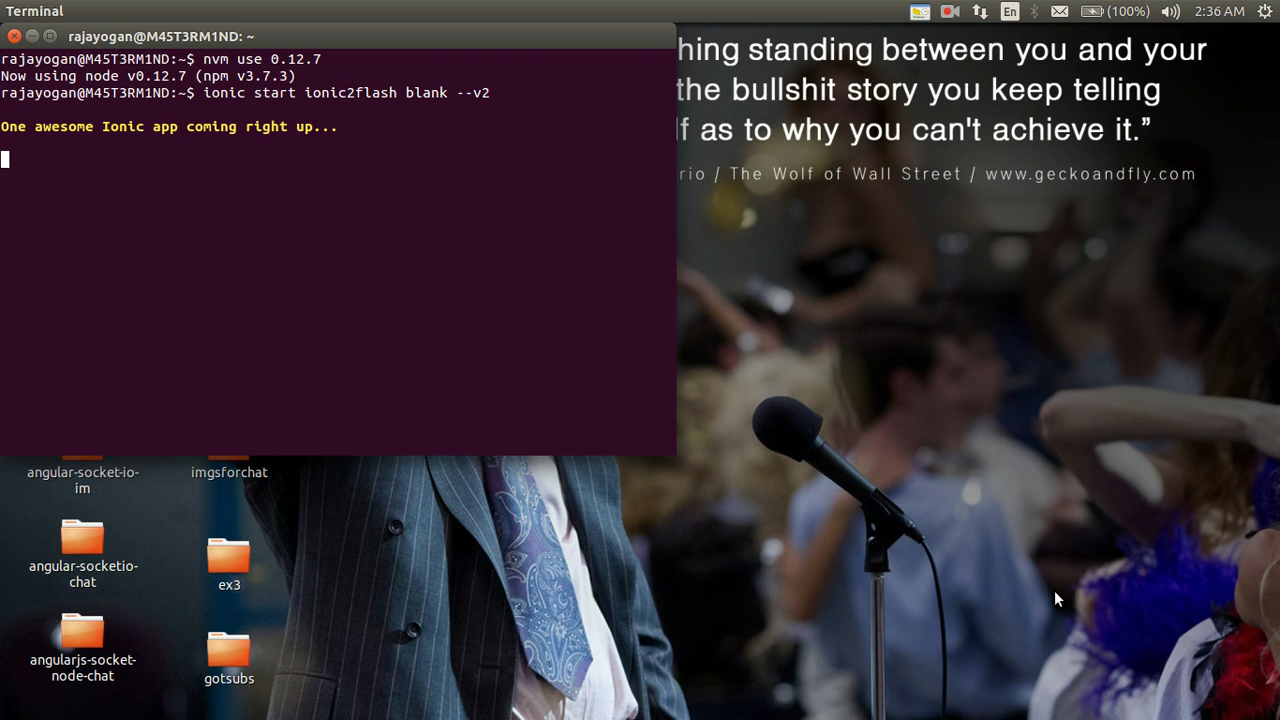 Terminal
En
(100%)
2:36 AM
rajayogan@M45T3RM1ND: ~
rajayogan@M45T3RM1ND:~$ nvm use 0.12.7
Now using node v0.12.7 (npm v3.7.3)
rajayogan@M45T3RM1ND:~$ ionic start ionic2flash blank --v2
One awesome Ionic app coming right up...
hing standing between you and your
the bullshit story you keep telling
f as to why you can't achieve it.”
rio / The Wolf of Wall Street / www.geckoandfly.com
angular-socket-io-
im
imgsforchat
angular-socketio-
chat
ex3
angularjs-socket-
node-chat
gotsubs